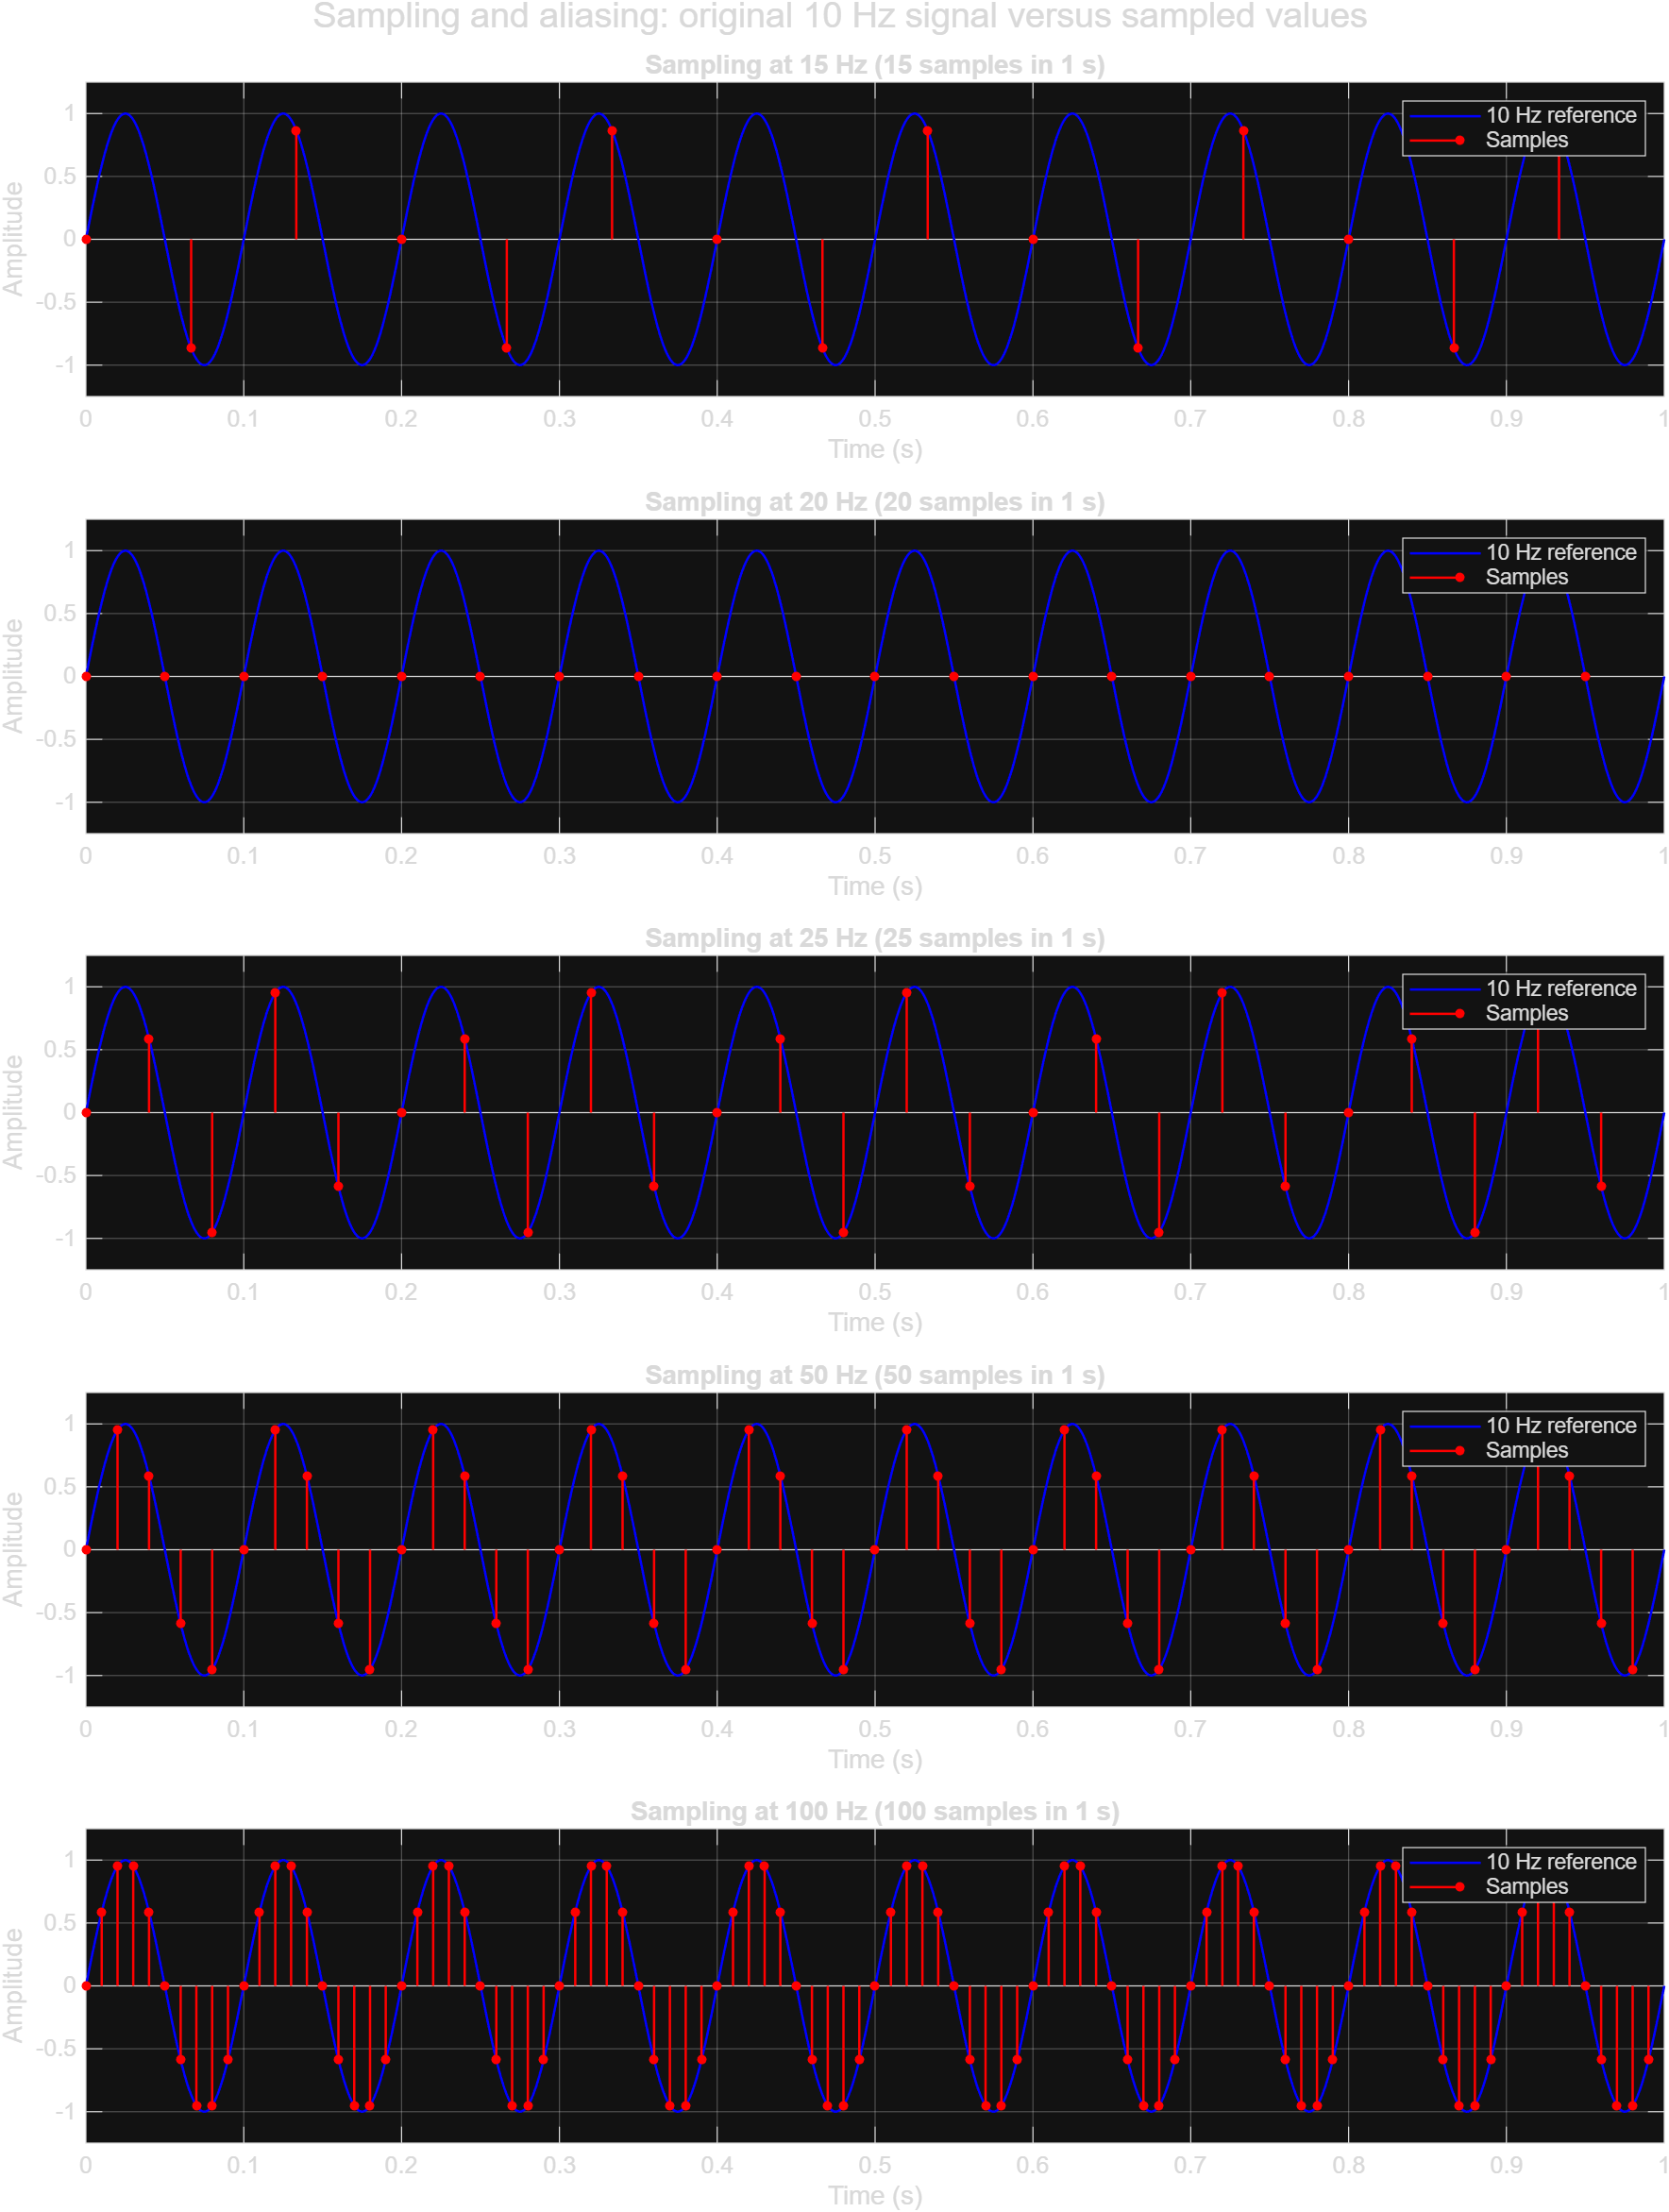 Sampling and aliasing: original 10 Hz signal versus sampled values
Sampling at 15 Hz (15 samples in 1 s)
1
0.5
0
-0.5
-1
Amplitude
10 Hz reference
Samples
0 0.1 0.2 0.3 0.4 0.5 0.6 0.7 0.8 0.9 1
Time (s)
Sampling at 20 Hz (20 samples in 1 s)
1
0.5
0
-0.5
-1
Amplitude
10 Hz reference
Samples
0 0.1 0.2 0.3 0.4 0.5 0.6 0.7 0.8 0.9 1
Time (s)
Sampling at 25 Hz (25 samples in 1 s)
1
0.5
0
-0.5
-1
Amplitude
10 Hz reference
Samples
0 0.1 0.2 0.3 0.4 0.5 0.6 0.7 0.8 0.9 1
Time (s)
Sampling at 50 Hz (50 samples in 1 s)
1
0.5
0
-0.5
-1
Amplitude
10 Hz reference
Samples
0 0.1 0.2 0.3 0.4 0.5 0.6 0.7 0.8 0.9 1
Time (s)
Sampling at 100 Hz (100 samples in 1 s)
1
0.5
0
-0.5
-1
Amplitude
10 Hz reference
Samples
0 0.1 0.2 0.3 0.4 0.5 0.6 0.7 0.8 0.9 1
Time (s)